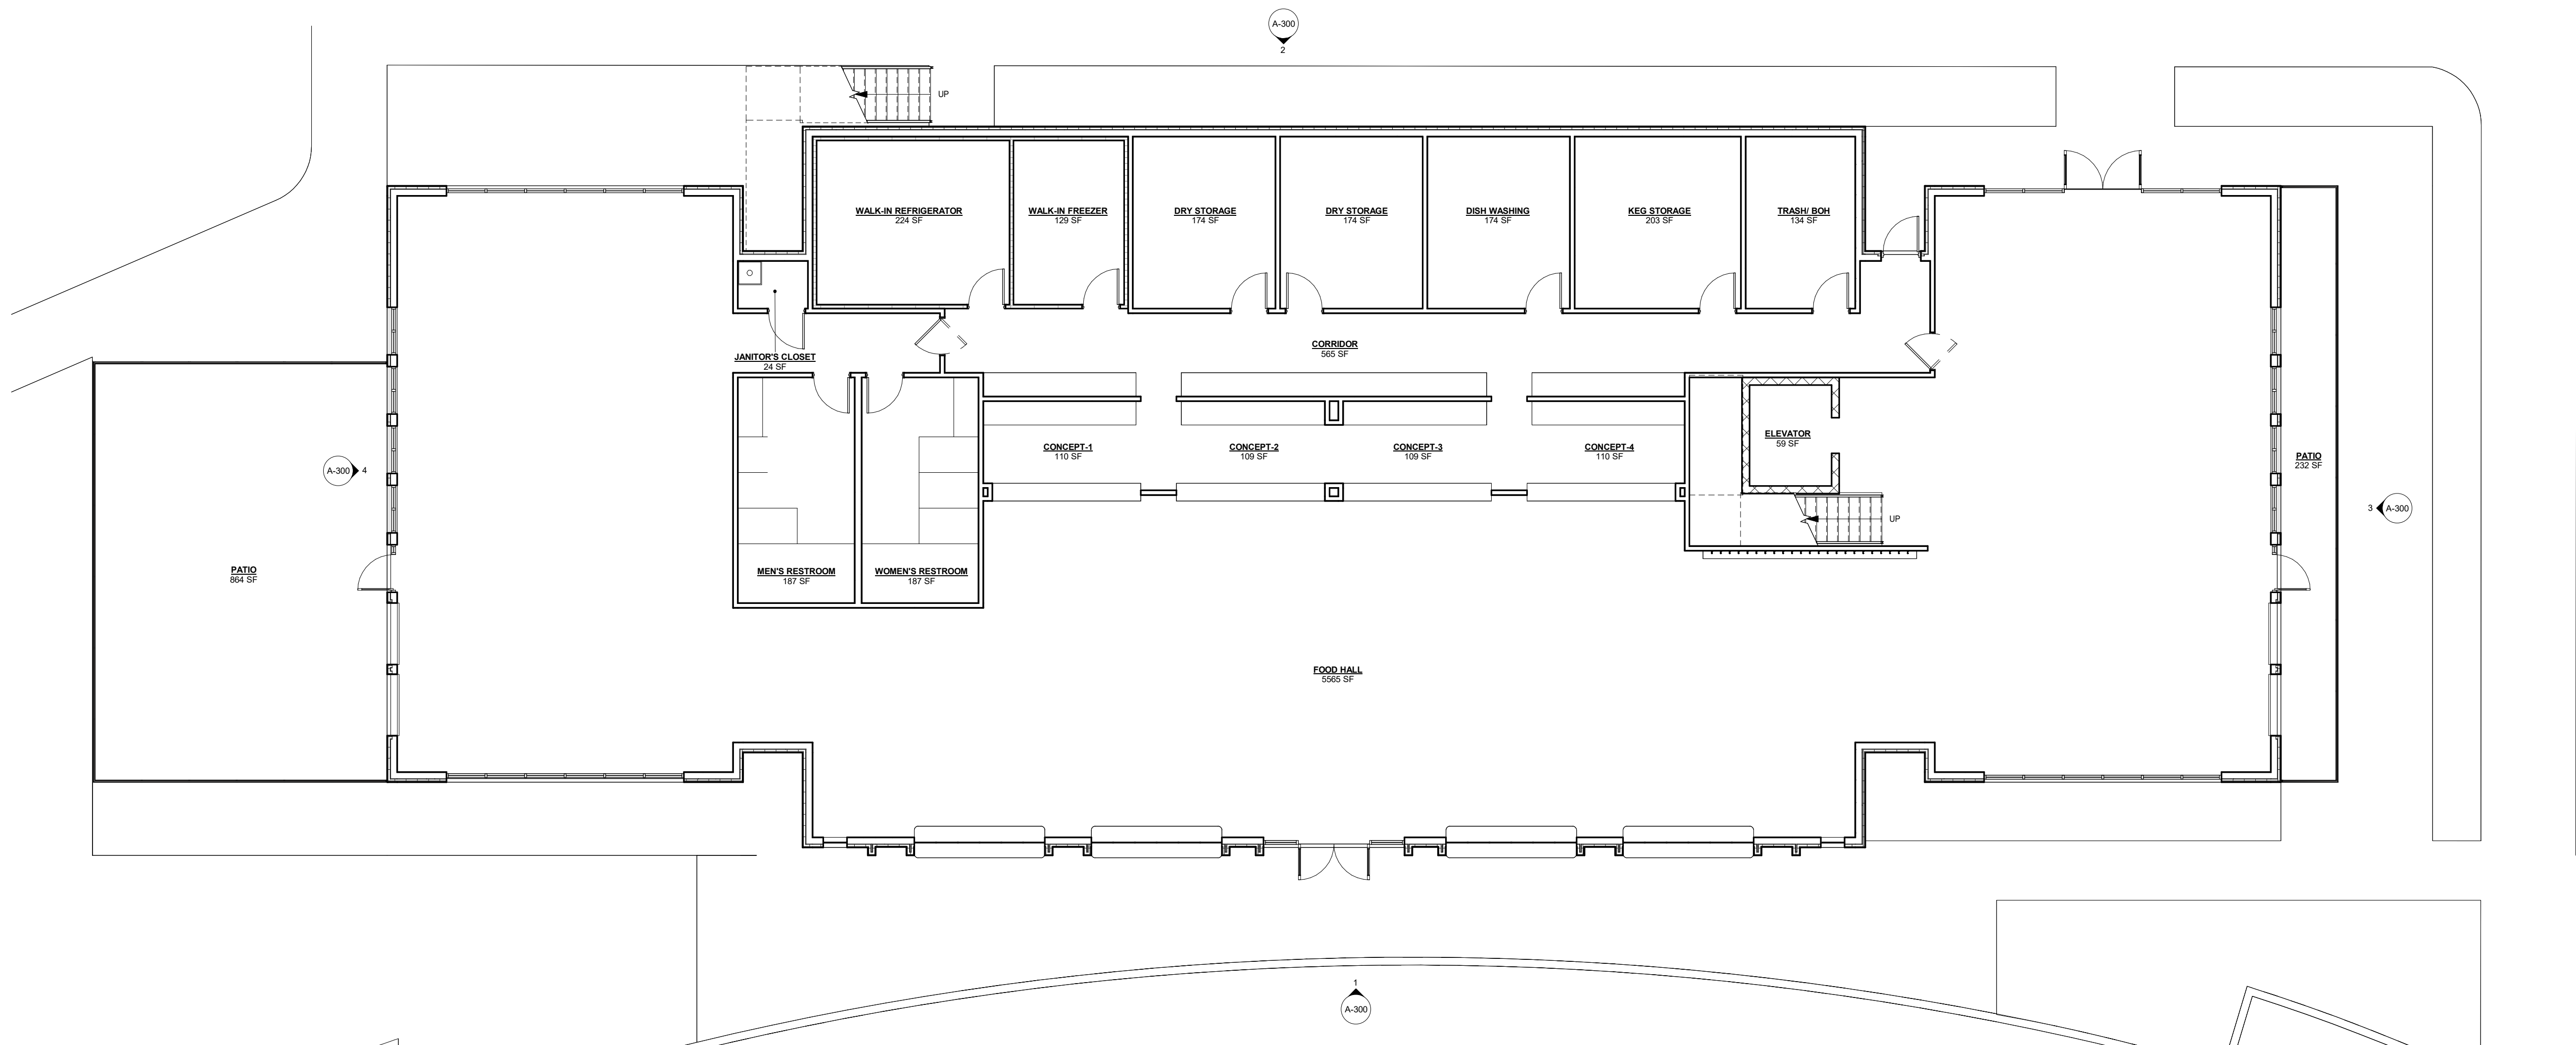 A-300
2
UP
WALK-IN REFRIGERATOR
224 SF
WALK-IN FREEZER
129 SF
DRY STORAGE
174 SF
DRY STORAGE
174 SF
DISH WASHING
174 SF
KEG STORAGE
203 SF
TRASH/ BOH
134 SF
CORRIDOR
565 SF
JANITOR'S CLOSET
24 SF
CONCEPT-1
110 SF
CONCEPT-2
109 SF
CONCEPT-3
109 SF
CONCEPT-4
110 SF
ELEVATOR
59 SF
PATIO
232 SF
A-300
4
3
A-300
UP
PATIO
864 SF
MEN'S RESTROOM
187 SF
WOMEN'S RESTROOM
187 SF
FOOD HALL
5565 SF
1
A-300